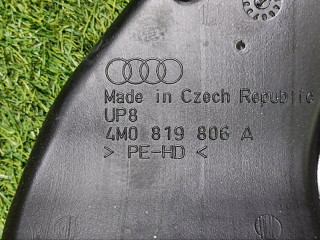 Made in Czech Republic
UP8
4M0 819 806 A
> PE-HD <